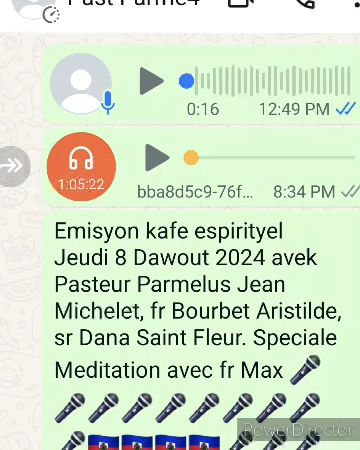 0:16 12:49 PM
1:05:22
bba8d5c9-76f... 8:34 PM
Emisyon kafe espirityel
Jeudi 8 Dawout 2024 avek
Pasteur Parmelus Jean
Michelet, fr Bourbet Aristilde,
sr Dana Saint Fleur. Speciale
Meditation avec fr Max 🎤
🎤🎤🎤🎤🎤🎤🎤🎤
🎤🇭🇹🇭🇹🇭🇹🇭🇹🎤🎤🎤
PowerDirector